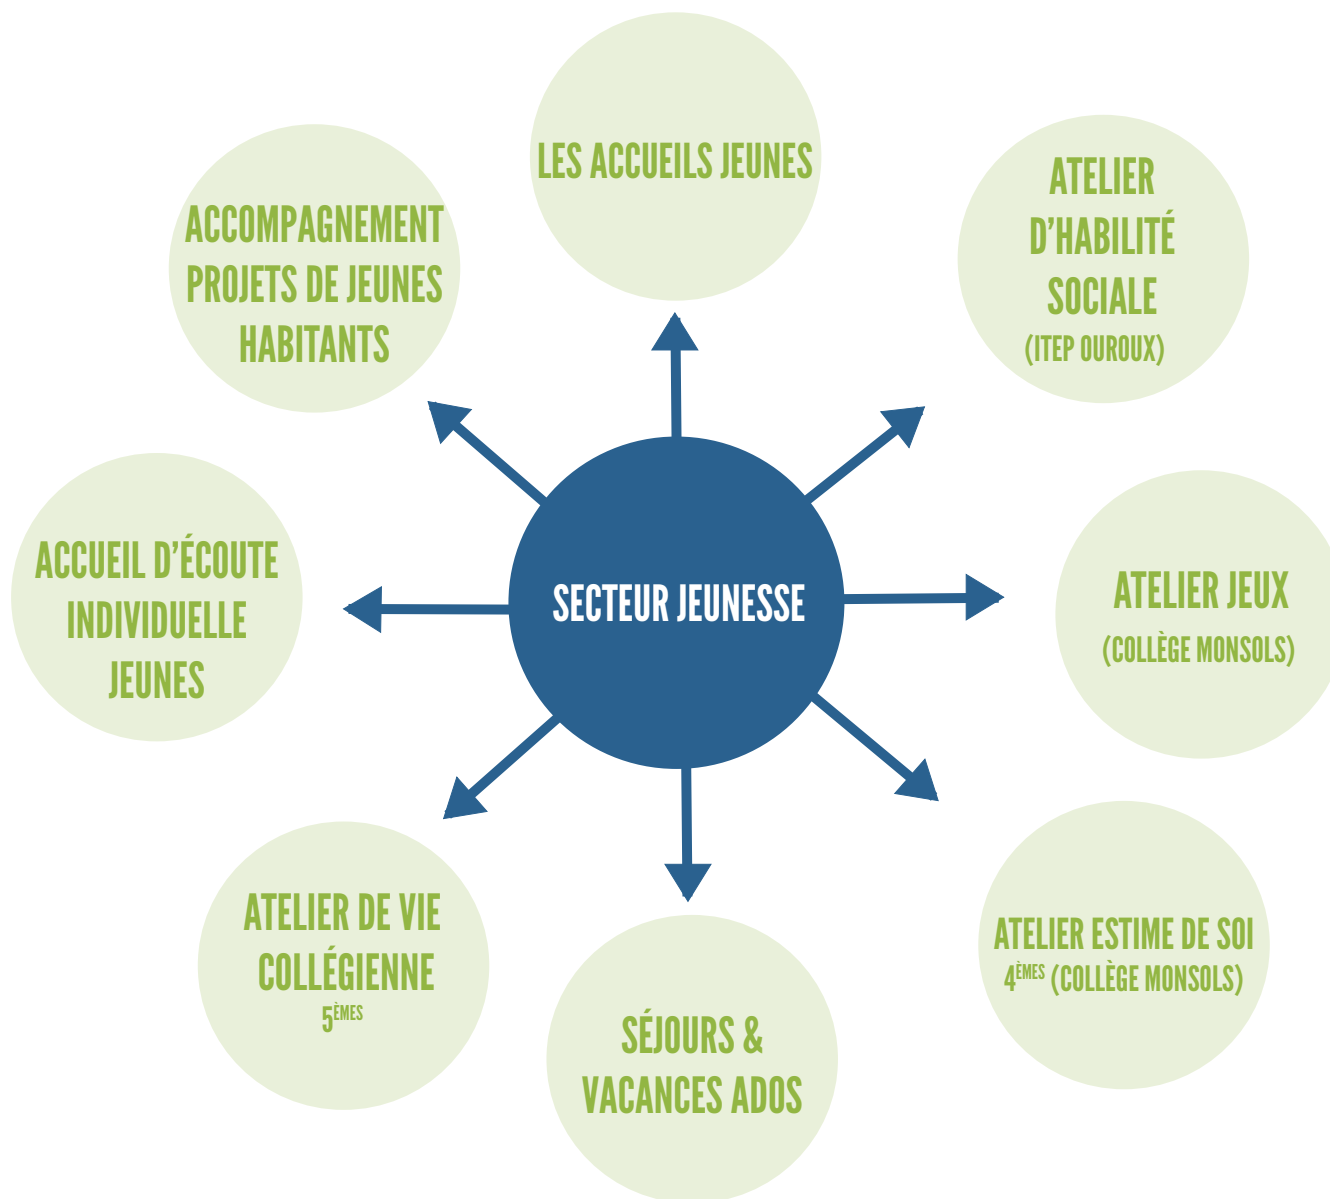 LES ACCUEILS JEUNES
ATELIER
D'HABILITÉ
SOCIALE
(ITEP OUROUX)
ACCOMPAGNEMENT
PROJETS DE JEUNES
HABITANTS
ACCUEIL D'ÉCOUTE
INDIVIDUELLE
JEUNES
SECTEUR JEUNESSE
ATELIER JEUX
(COLLÈGE MONSOLS)
ATELIER DE VIE
COLLÉGIENNE
5ÈMES
ATELIER ESTIME DE SOI
4ÈMES (COLLÈGE MONSOLS)
SÉJOURS &
VACANCES ADOS